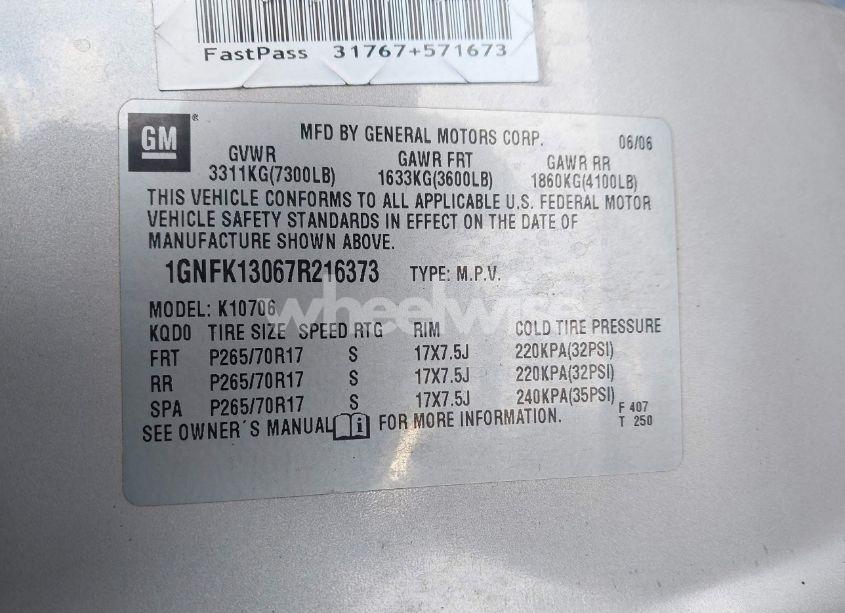 FastPass 31767+571673
GM ® MFD BY GENERAL MOTORS CORP. 06/06
GVWR GAWR FRT GAWR RR
3311KG(7300LB) 1633KG(3600LB) 1860KG(4100LB)
THIS VEHICLE CONFORMS TO ALL APPLICABLE U.S. FEDERAL MOTOR
VEHICLE SAFETY STANDARDS IN EFFECT ON THE DATE OF
MANUFACTURE SHOWN ABOVE.
1GNFK13067R216373 TYPE: M.P.V.
wheelwise
MODEL: K10706
KQD0 TIRE SIZE SPEED RTG RIM COLD TIRE PRESSURE
FRT P265/70R17 S 17X7.5J 220KPA(32PSI)
RR P265/70R17 S 17X7.5J 220KPA(32PSI)
SPA P265/70R17 S 17X7.5J 240KPA(35PSI)
SEE OWNER´S MANUAL i FOR MORE INFORMATION.
F 407
T 250